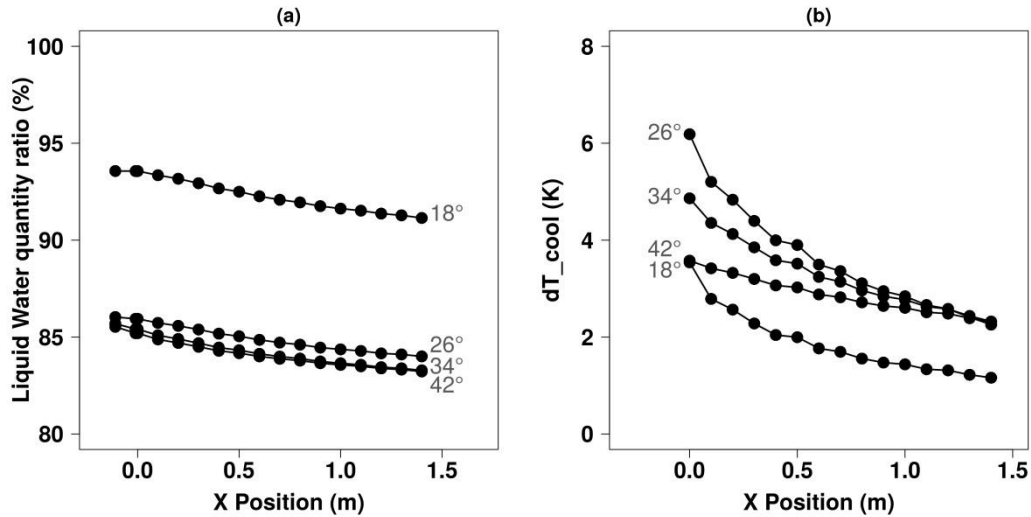 (a)
Liquid Water quantity ratio (%)
100
95
90
85
80
18°
26°
34°
42°
0.0 0.5 1.0 1.5
X Position (m)
(b)
dT_cool (K)
8
6
4
2
0
26°
34°
42°
18°
0.0 0.5 1.0 1.5
X Position (m)